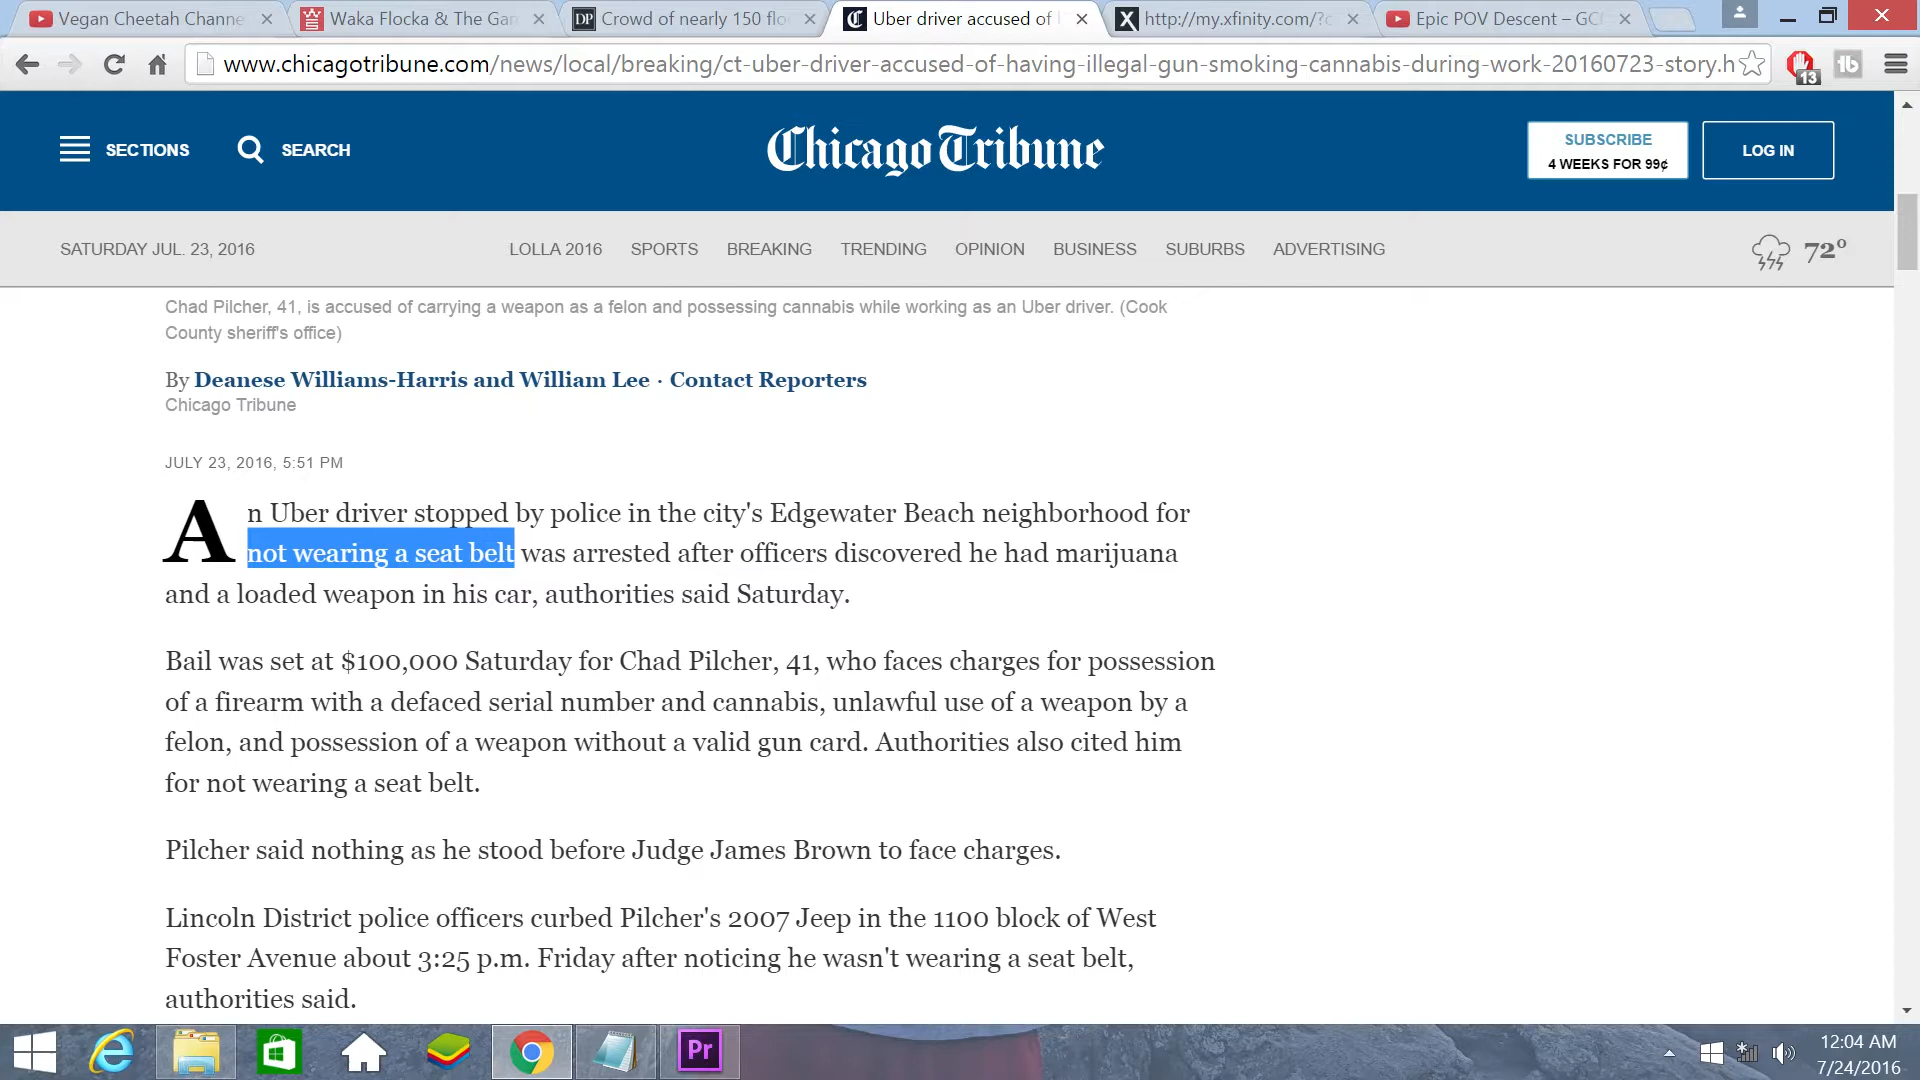 Vegan Cheetah Channe
Waka Flocka & The Gam
Crowd of nearly 150 flo
Uber driver accused of h
http://my.xfinity.com/?c
Epic POV Descent – GCN
www.chicagotribune.com/news/local/breaking/ct-uber-driver-accused-of-having-illegal-gun-smoking-cannabis-during-work-20160723-story.h
13
SECTIONS
SEARCH
Chicago Tribune
SUBSCRIBE
4 WEEKS FOR 99¢
LOG IN
SATURDAY JUL. 23, 2016
LOLLA 2016 SPORTS BREAKING TRENDING OPINION BUSINESS SUBURBS ADVERTISING
72°
Chad Pilcher, 41, is accused of carrying a weapon as a felon and possessing cannabis while working as an Uber driver. (Cook
County sheriff's office)
By Deanese Williams-Harris and William Lee · Contact Reporters
Chicago Tribune
JULY 23, 2016, 5:51 PM
An Uber driver stopped by police in the city's Edgewater Beach neighborhood for
not wearing a seat belt was arrested after officers discovered he had marijuana
and a loaded weapon in his car, authorities said Saturday.
Bail was set at $100,000 Saturday for Chad Pilcher, 41, who faces charges for possession
of a firearm with a defaced serial number and cannabis, unlawful use of a weapon by a
felon, and possession of a weapon without a valid gun card. Authorities also cited him
for not wearing a seat belt.
Pilcher said nothing as he stood before Judge James Brown to face charges.
Lincoln District police officers curbed Pilcher's 2007 Jeep in the 1100 block of West
Foster Avenue about 3:25 p.m. Friday after noticing he wasn't wearing a seat belt,
authorities said.
Pr
12:04 AM
7/24/2016